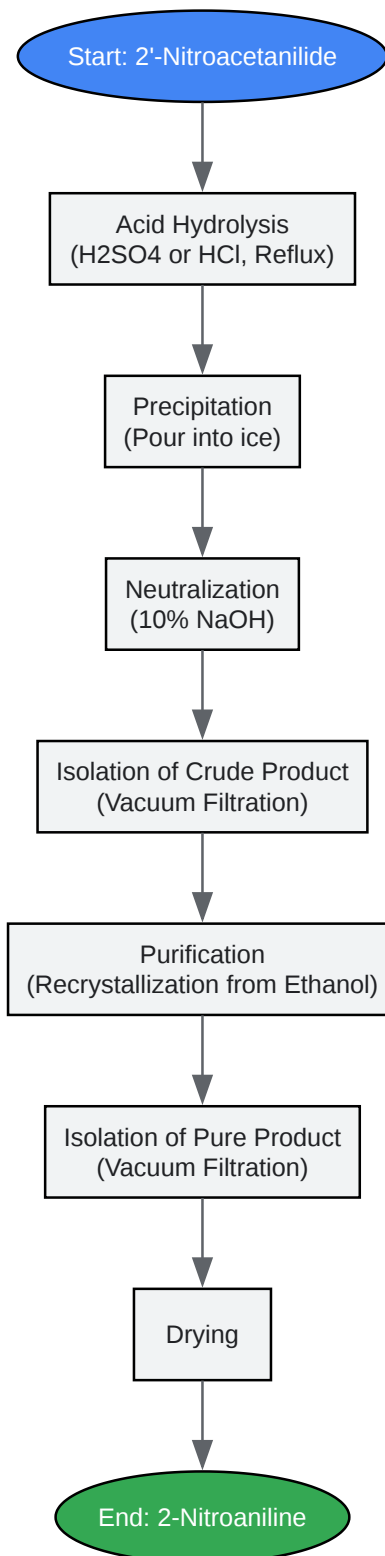 Start: 2'-Nitroacetanilide
Acid Hydrolysis
(H2SO4 or HCl, Reflux)
Precipitation
(Pour into ice)
Neutralization
(10% NaOH)
Isolation of Crude Product
(Vacuum Filtration)
Purification
(Recrystallization from Ethanol)
Isolation of Pure Product
(Vacuum Filtration)
Drying
End: 2-Nitroaniline